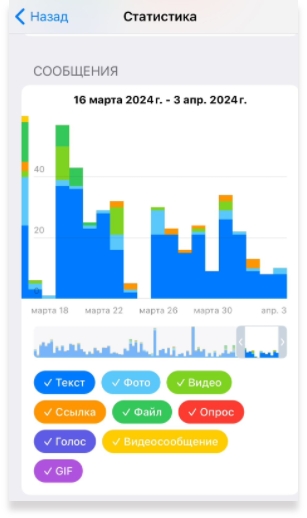 Назад Статистика
СООБЩЕНИЯ
16 марта 2024 г. - 3 апр. 2024 г.
40
20
марта 18 марта 22 марта 26 марта 30 апр. 3
✓ Текст ✓ Фото ✓ Видео
✓ Ссылка ✓ Файл ✓ Опрос
✓ Голос ✓ Видеосообщение
✓ GIF